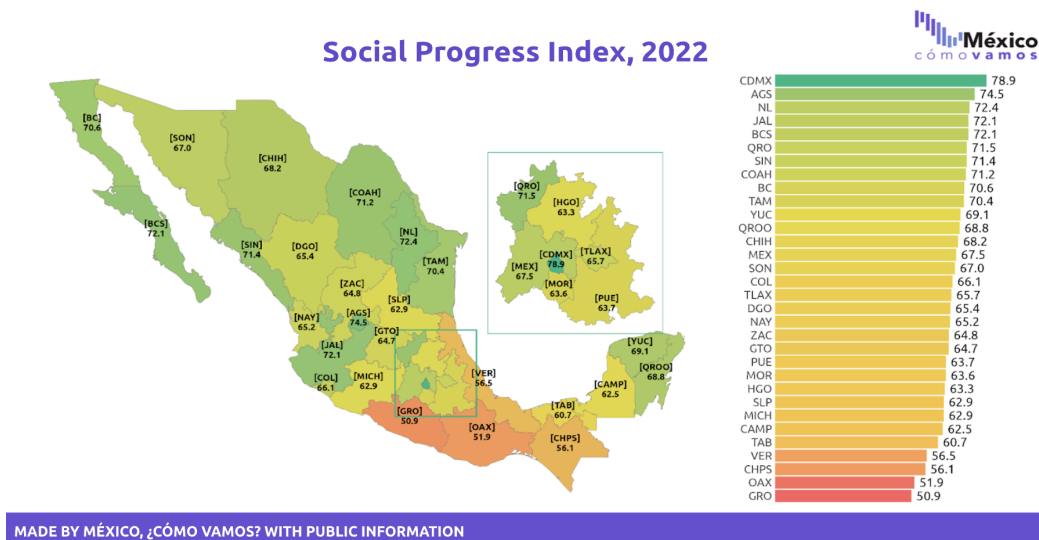 Social Progress Index, 2022
México
cómo vamos
[BC]
70.6
[SON]
67.0
[CHIH]
68.2
[COAH]
71.2
[BCS]
72.1
[SIN]
71.4
[DGO]
65.4
[NL]
72.4
[TAM]
70.4
[ZAC]
64.8
[SLP]
62.9
[NAY]
65.2
[AGS]
74.5
[GTO]
64.7
[JAL]
72.1
[COL]
66.1
[MICH]
62.9
[GRO]
50.9
[OAX]
51.9
[VER]
56.5
[TAB]
60.7
[CHPS]
56.1
[CAMP]
62.5
[YUC]
69.1
[QROO]
68.8
[QRO]
71.5
[HGO]
63.3
[MEX]
67.5
[CDMX]
78.9
[TLAX]
65.7
[MOR]
63.6
[PUE]
63.7
CDMX 78.9
AGS 74.5
NL 72.4
JAL 72.1
BCS 72.1
QRO 71.5
SIN 71.4
COAH 71.2
BC 70.6
TAM 70.4
YUC 69.1
QROO 68.8
CHIH 68.2
MEX 67.5
SON 67.0
COL 66.1
TLAX 65.7
DGO 65.4
NAY 65.2
ZAC 64.8
GTO 64.7
PUE 63.7
MOR 63.6
HGO 63.3
SLP 62.9
MICH 62.9
CAMP 62.5
TAB 60.7
VER 56.5
CHPS 56.1
OAX 51.9
GRO 50.9
MADE BY MÉXICO, ¿CÓMO VAMOS? WITH PUBLIC INFORMATION